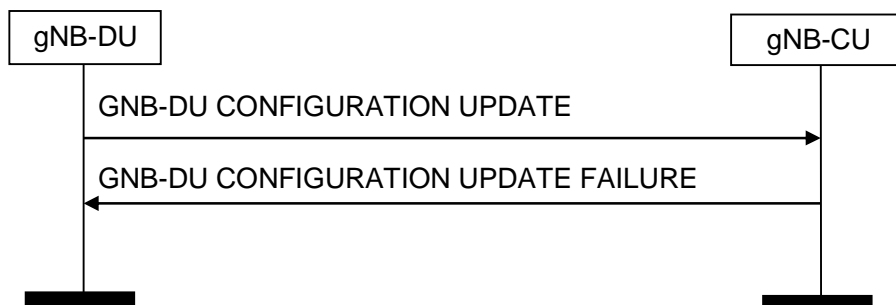 gNB-DU
gNB-CU
GNB-DU CONFIGURATION UPDATE
GNB-DU CONFIGURATION UPDATE FAILURE